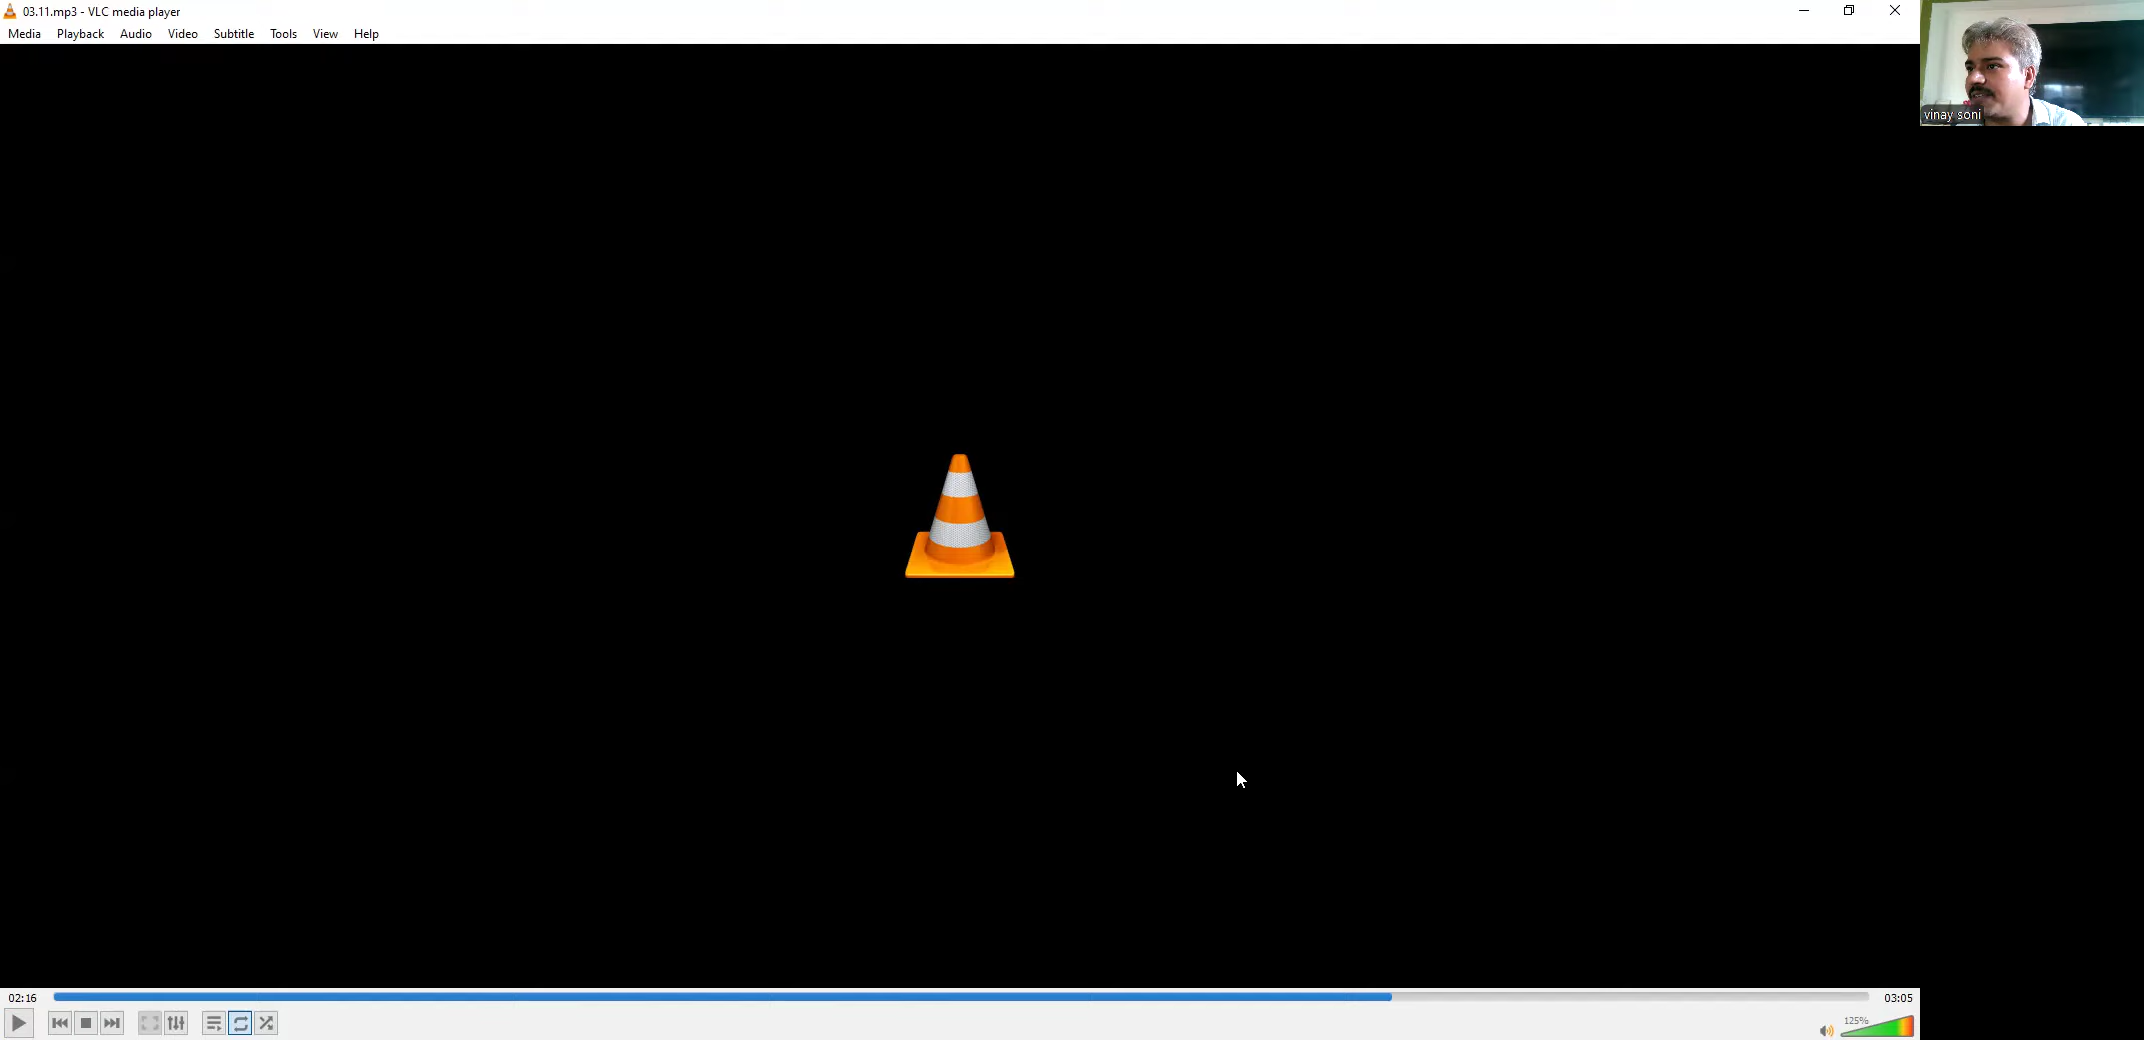 03.11.mp3 - VLC media player
Media Playback Audio Video Subtitle Tools View Help
vinay soni
02:16 03:05
125%